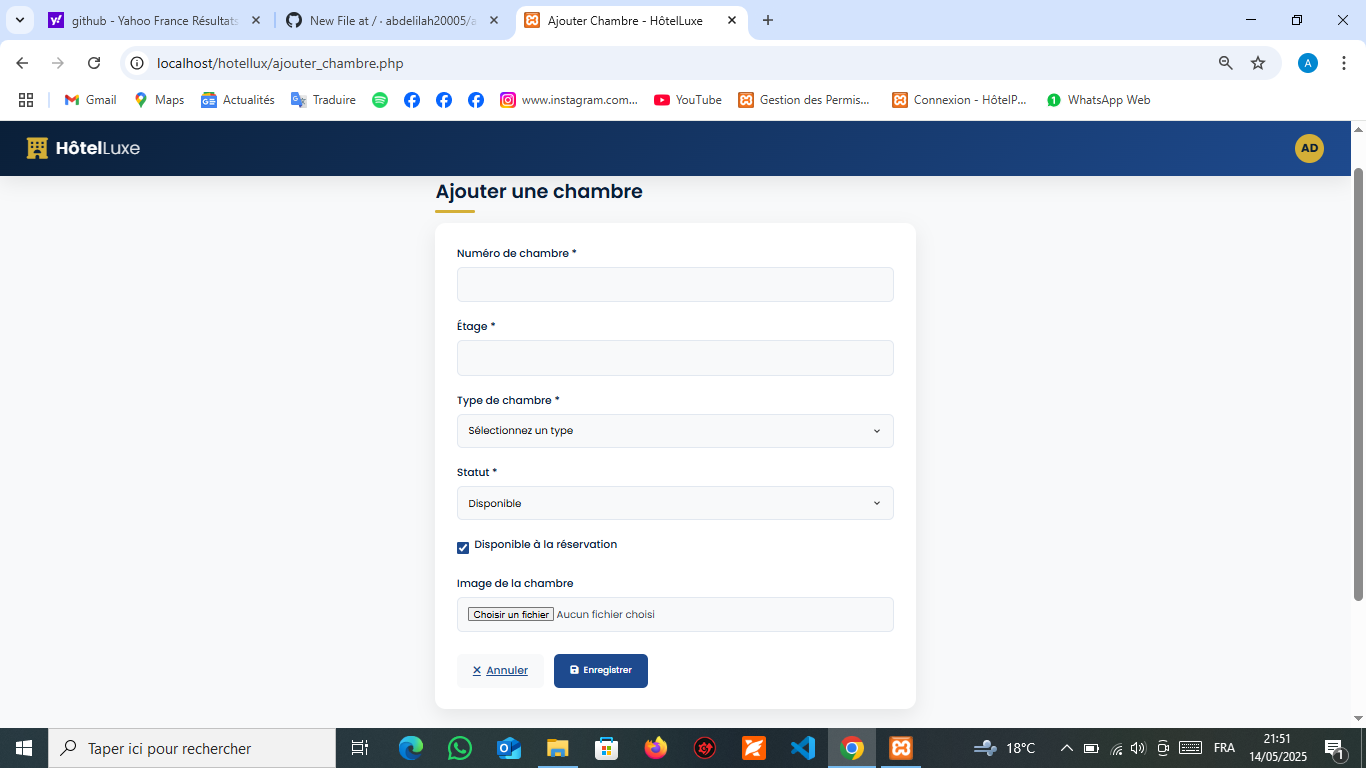 github - Yahoo France Résultats
New File at / · abdelilah20005/a
Ajouter Chambre - HôtelLuxe
localhost/hotellux/ajouter_chambre.php
A
Gmail
Maps
Actualités
Traduire
www.instagram.com...
YouTube
Gestion des Permis...
Connexion - HôtelP...
1
WhatsApp Web
HôtelLuxe
AD
Ajouter une chambre
Numéro de chambre *
Étage *
Type de chambre *
Sélectionnez un type
Statut *
Disponible
Disponible à la réservation
Image de la chambre
Choisir un fichier Aucun fichier choisi
Annuler
Enregistrer
Taper ici pour rechercher
18°C
FRA
21:51
14/05/2025
1